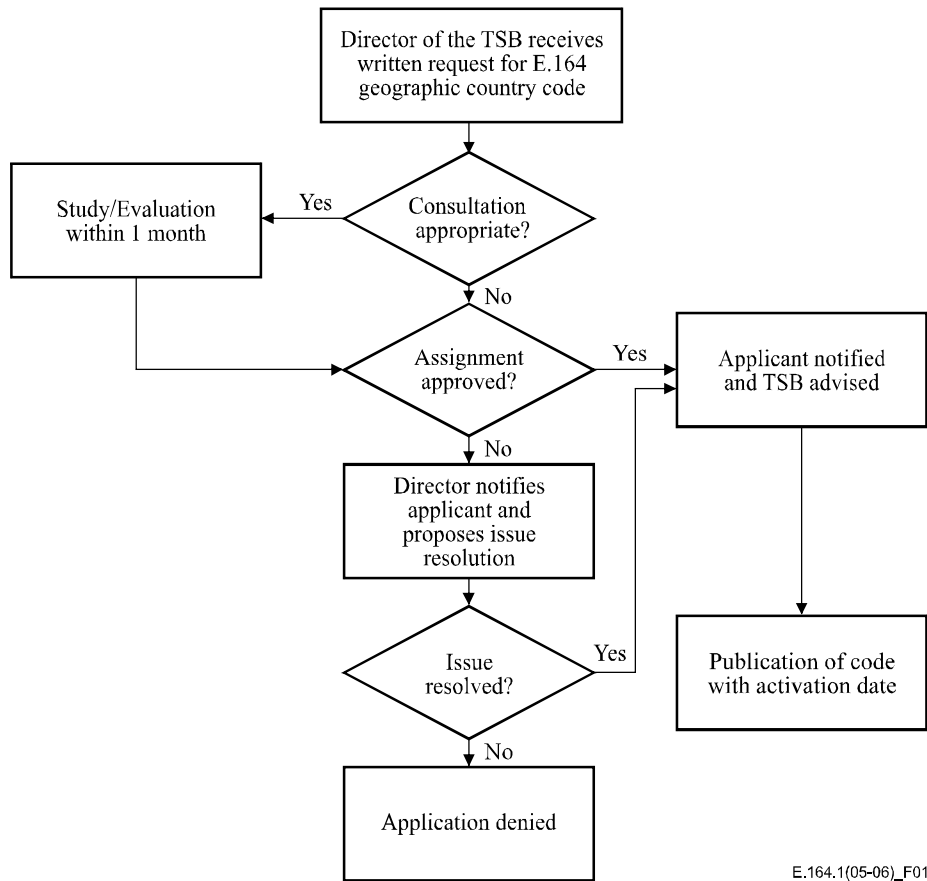 Director of the TSB receives
written request for E.164
geographic country code
Consultation
appropriate?
Yes
Study/Evaluation
within 1 month
No
Assignment
approved?
Yes
Applicant notified
and TSB advised
No
Director notifies
applicant and
proposes issue
resolution
Issue
resolved?
Yes
Publication of code
with activation date
No
Application denied
E.164.1(05-06)_F01